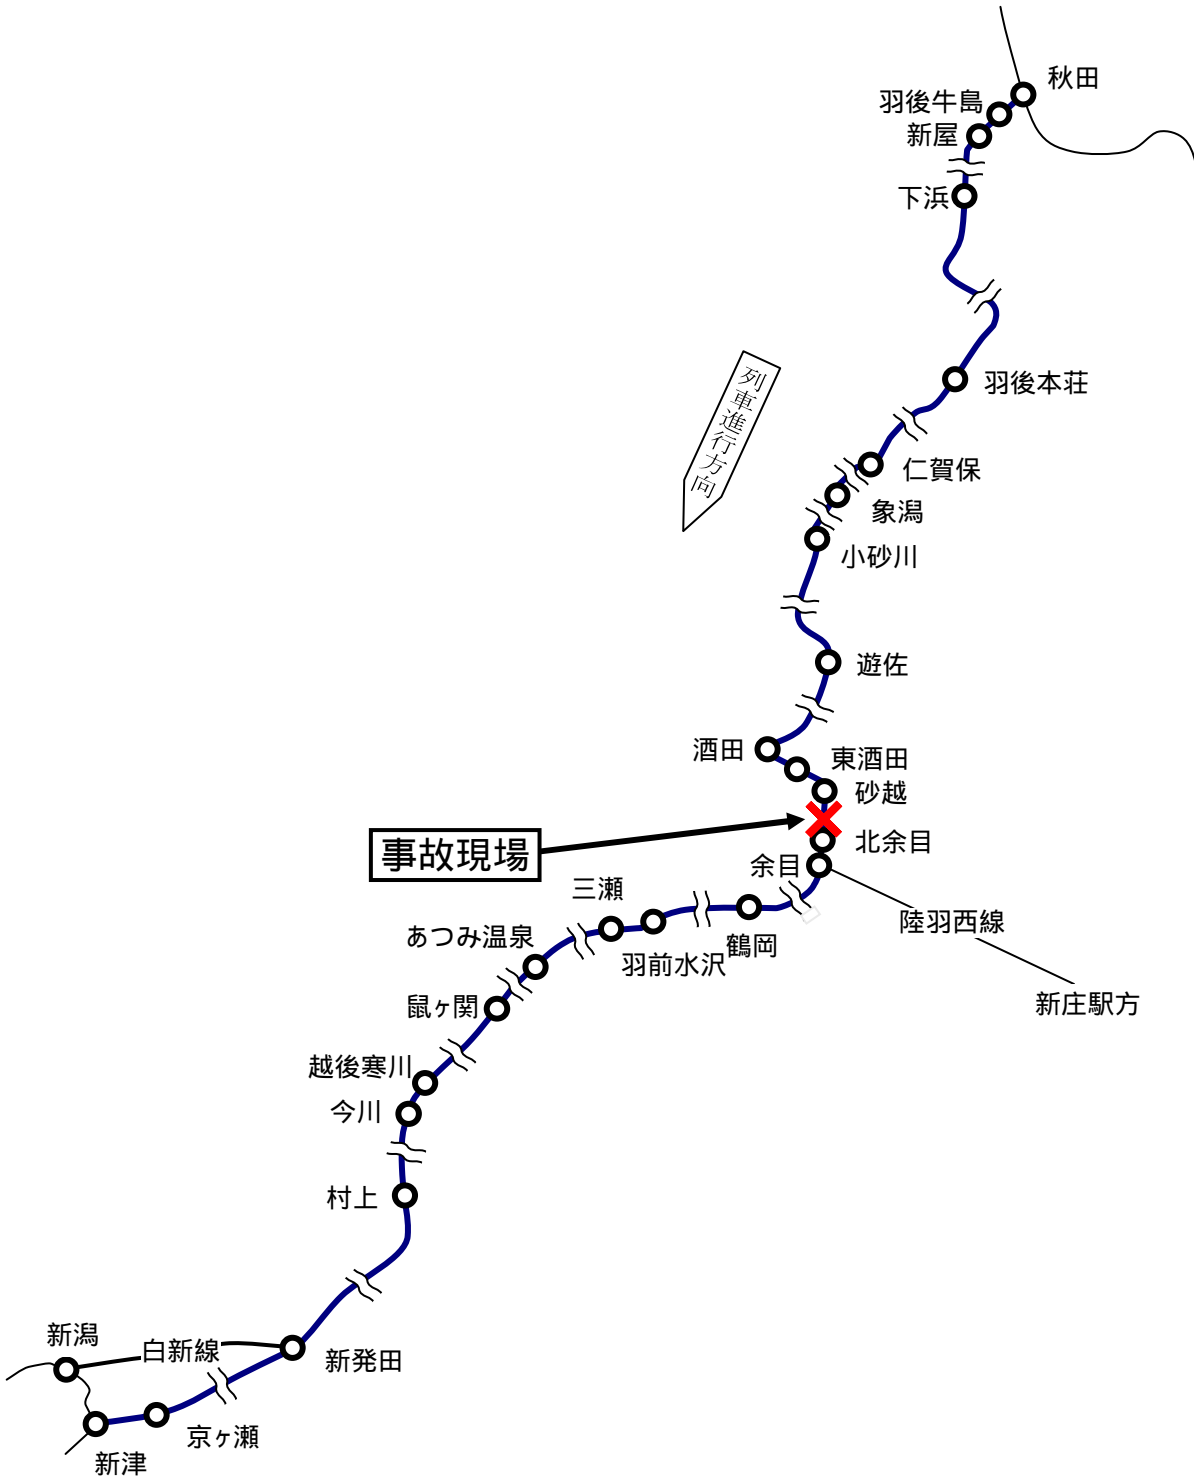 秋田
羽後牛島
新屋
下浜
羽後本荘
列車進行方向
仁賀保
象潟
小砂川
遊佐
酒田
東酒田
砂越
事故現場
北余目
余目
三瀬
陸羽西線
あつみ温泉
鶴岡
羽前水沢
鼠ヶ関
新庄駅方
越後寒川
今川
村上
新潟
白新線
新発田
京ヶ瀬
新津